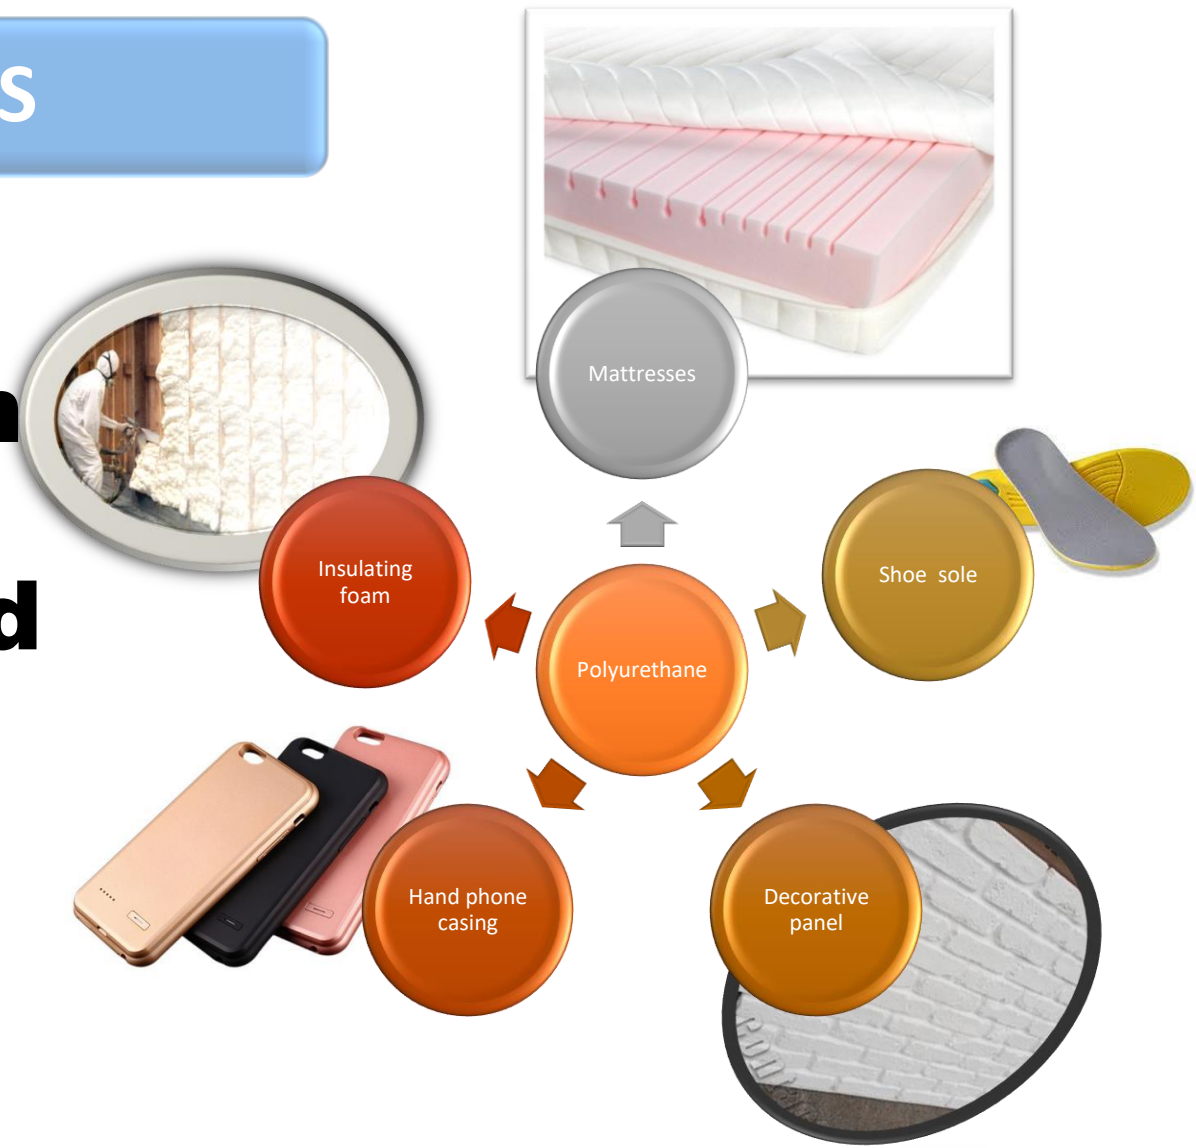 S
n
d
Mattresses
Insulating
foam
Shoe sole
Polyurethane
Hand phone
casing
Decorative
panel